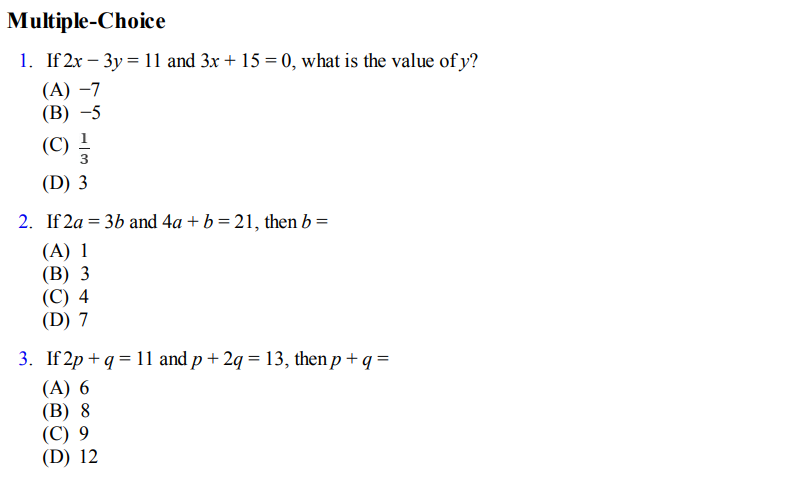 Multiple-Choice
1. If 2x − 3y = 11 and 3x + 15 = 0, what is the value of y?
(A) −7
(B) −5
(C) 1/3
(D) 3
2. If 2a = 3b and 4a + b = 21, then b =
(A) 1
(B) 3
(C) 4
(D) 7
3. If 2p + q = 11 and p + 2q = 13, then p + q =
(A) 6
(B) 8
(C) 9
(D) 12